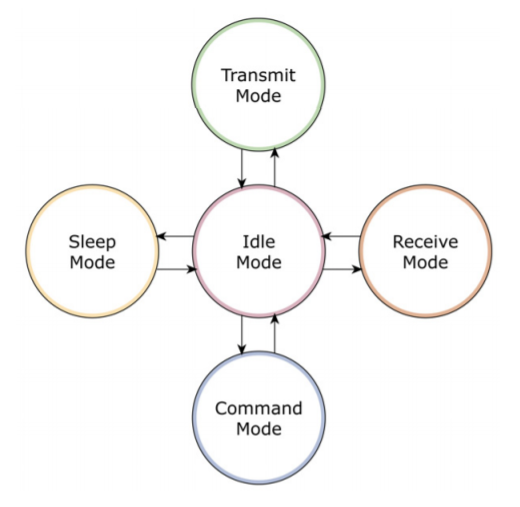 Transmit
Mode
Sleep
Mode
Idle
Mode
Receive
Mode
Command
Mode